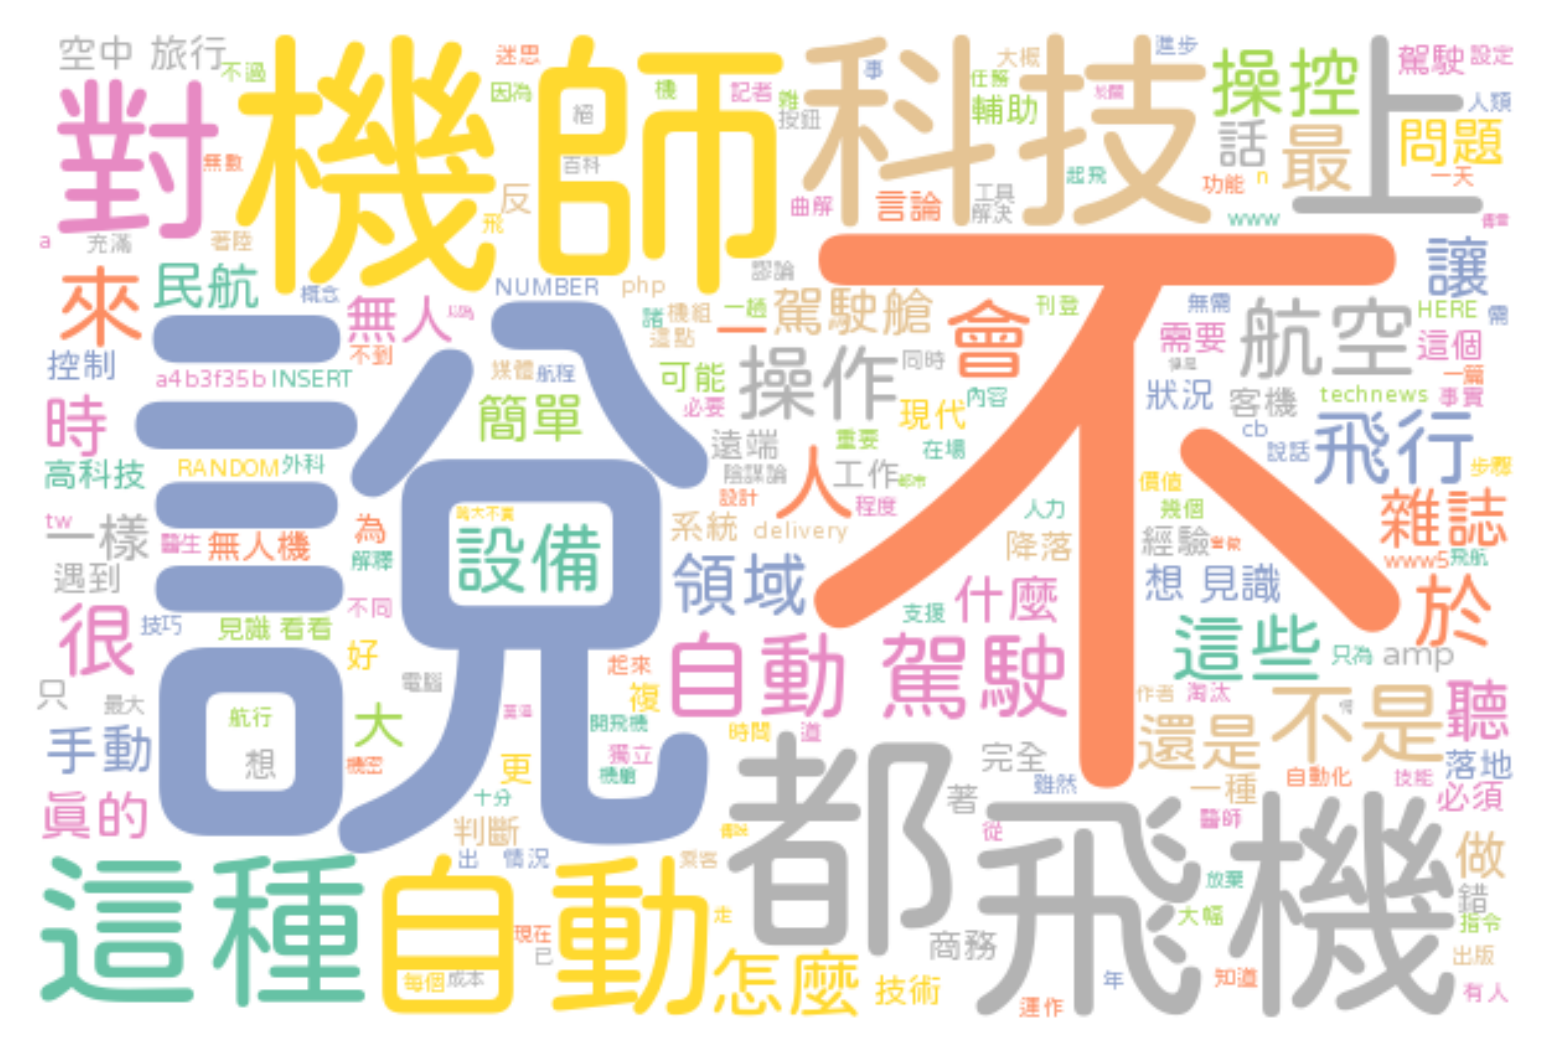 空中 旅行
不過
對
機師
迷思
因為
絕
百科
機
記者
雜
按鈕
科技
事
大概
任務
輔助
進步
操控
上
駕駛
設定
人類
話
最
問題
一天
無數
反
飛
曲解
言論
工具
解決
起飛
功能
n
www
a
充滿
著陸
來
民航
概念
無人
不到
NUMBER
php
謬論
諸
機組
這點
一趟
駕駛艙
不
會
刊登
無需
需要
航空
讓
HERE
需
這個
一篇
控制
a4b3f35b
INSERT
說
媒體
航程
可能
必要
操作
同時
現代
內容
狀況
客機
technews
事實
時
簡單
遠端
陰謀論
設計
重要
人
工作
程度
在場
cb
說話
飛行
步驟
高科技
RANDOM
外科
價值
幾個
tw
一樣
醫生
無人機
為
解釋
設備
系統
delivery
人力
降落
經驗
雜誌
www5
飛航
遇到
領域
什麼
支援
想 見識
於
很
技巧
見識 看看
不同
好
自動 駕駛
這些
只為
amp
只
最大
電腦
起來
複
開飛機
作者
淘汰
不是
聽
手動
航行
想
大
更
獨立
機艙
時間
道
完全
雖然
還是
自動化
技能
落地
必須
真的
十分
判斷
都
著
從
一種
醫師
飛機
做
這種
出
情況
乘客
自動
放棄
大幅
錯
指令
走
現在
已
每個
成本
怎麼
技術
商務
運作
年
知道
出版
有人